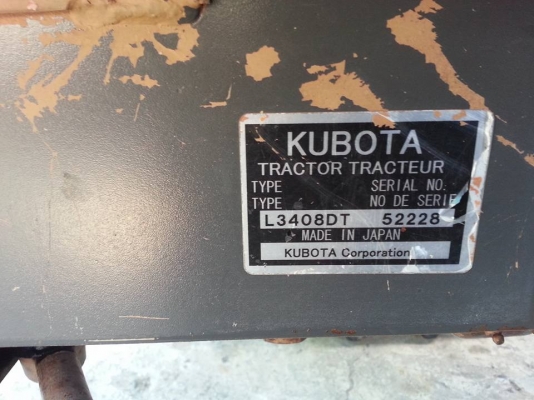 KUBOTA
TRACTOR TRACTEUR
TYPE SERIAL NO.
TYPE NO DE SERIE
L3408DT 52228
MADE IN JAPAN
KUBOTA Corporation